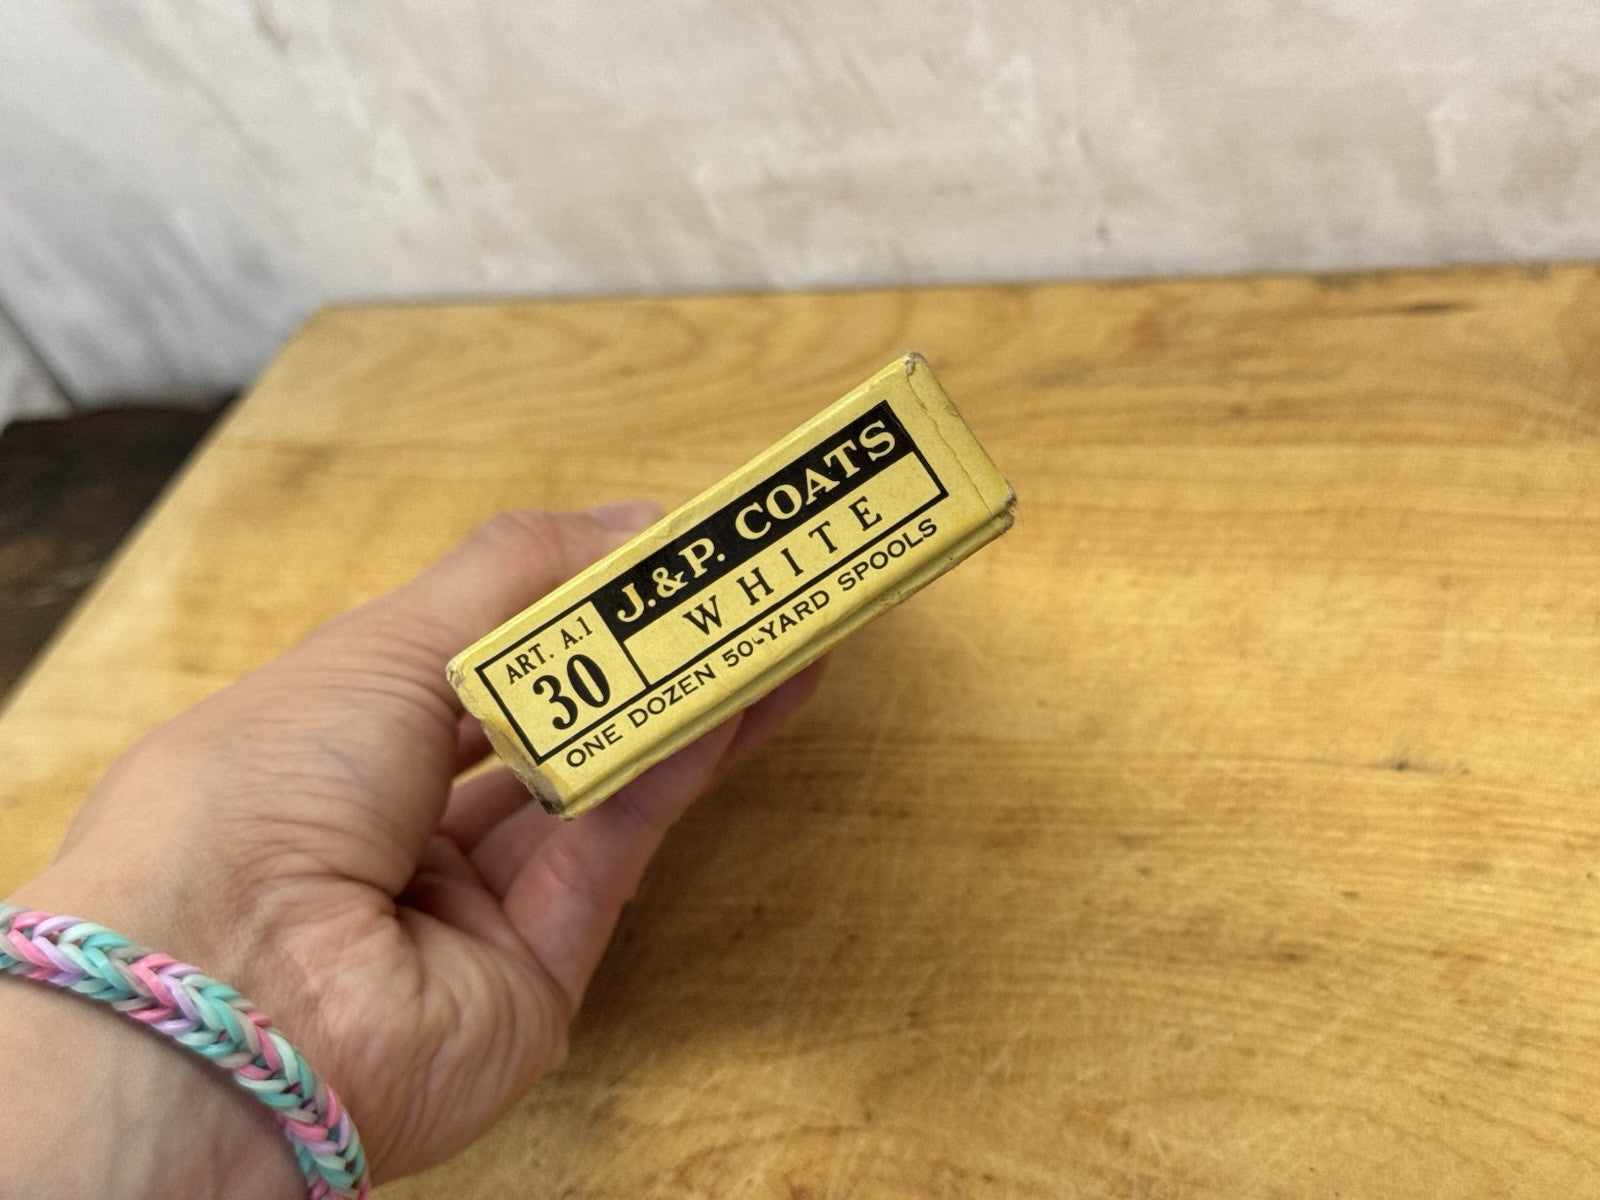 ART. A.1
30
J.&P. COATS
WHITE
ONE DOZEN 50-YARD SPOOLS